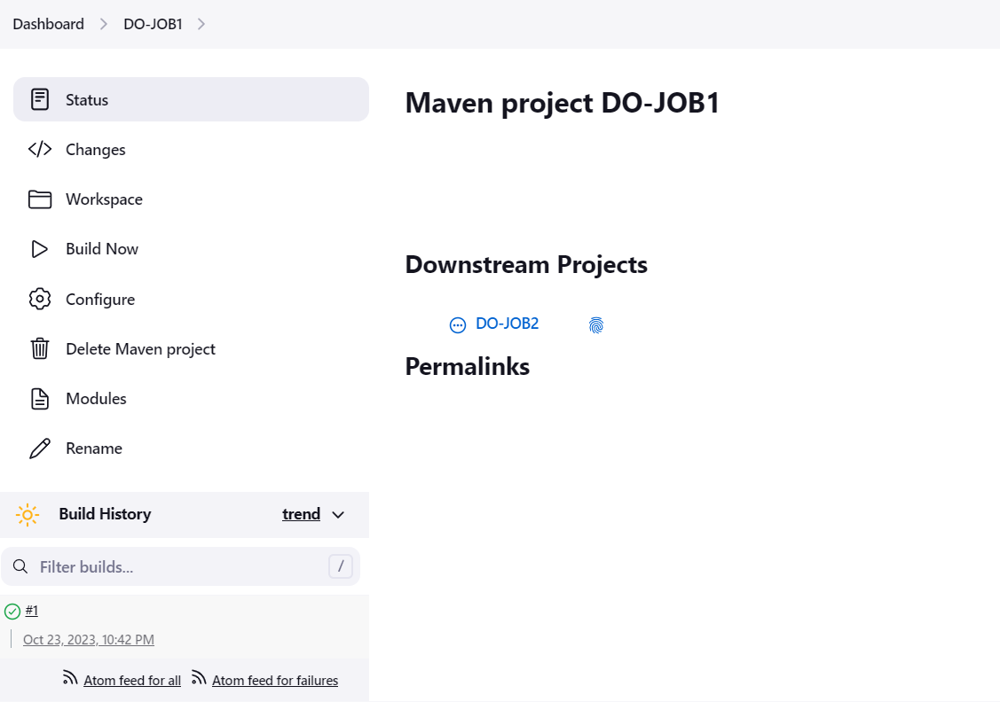 Dashboard
DO-JOB1
Status
Changes
Workspace
Build Now
Configure
Delete Maven project
Modules
Rename
Build History
trend
Filter builds...
/
#1
Oct 23, 2023, 10:42 PM
Atom feed for all
Atom feed for failures
Maven project DO-JOB1
Downstream Projects
DO-JOB2
Permalinks